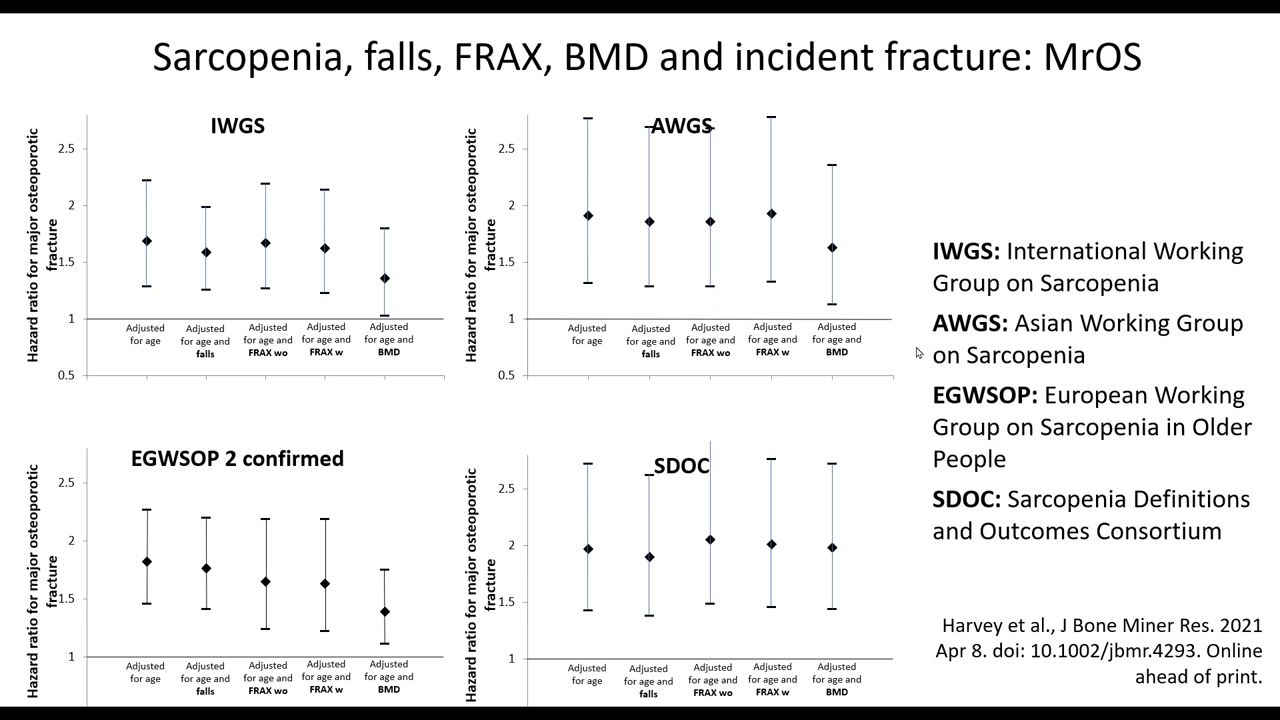 Sarcopenia, falls, FRAX, BMD and incident fracture: MrOS
IWGS
Hazard ratio for major osteoporotic
fracture
2.5
2
1.5
1
0.5
Adjusted
for age
Adjusted
for age and
falls
Adjusted
for age and
FRAX wo
Adjusted
for age and
FRAX w
Adjusted
for age and
BMD
AWGS
Hazard ratio for major osteoporotic
fracture
2.5
2
1.5
1
0.5
Adjusted
for age
Adjusted
for age and
falls
Adjusted
for age and
FRAX wo
Adjusted
for age and
FRAX w
Adjusted
for age and
BMD
EGWSOP 2 confirmed
Hazard ratio for major osteoporotic
fracture
2.5
2
1.5
1
Adjusted
for age
Adjusted
for age and
falls
Adjusted
for age and
FRAX wo
Adjusted
for age and
FRAX w
Adjusted
for age and
BMD
SDOC
Hazard ratio for major osteoporotic
fracture
2.5
2
1.5
1
Adjusted
for age
Adjusted
for age and
falls
Adjusted
for age and
FRAX wo
Adjusted
for age and
FRAX w
Adjusted
for age and
BMD
IWGS: International Working
Group on Sarcopenia
AWGS: Asian Working Group
on Sarcopenia
EGWSOP: European Working
Group on Sarcopenia in Older
People
SDOC: Sarcopenia Definitions
and Outcomes Consortium
Harvey et al., J Bone Miner Res. 2021
Apr 8. doi: 10.1002/jbmr.4293. Online
ahead of print.